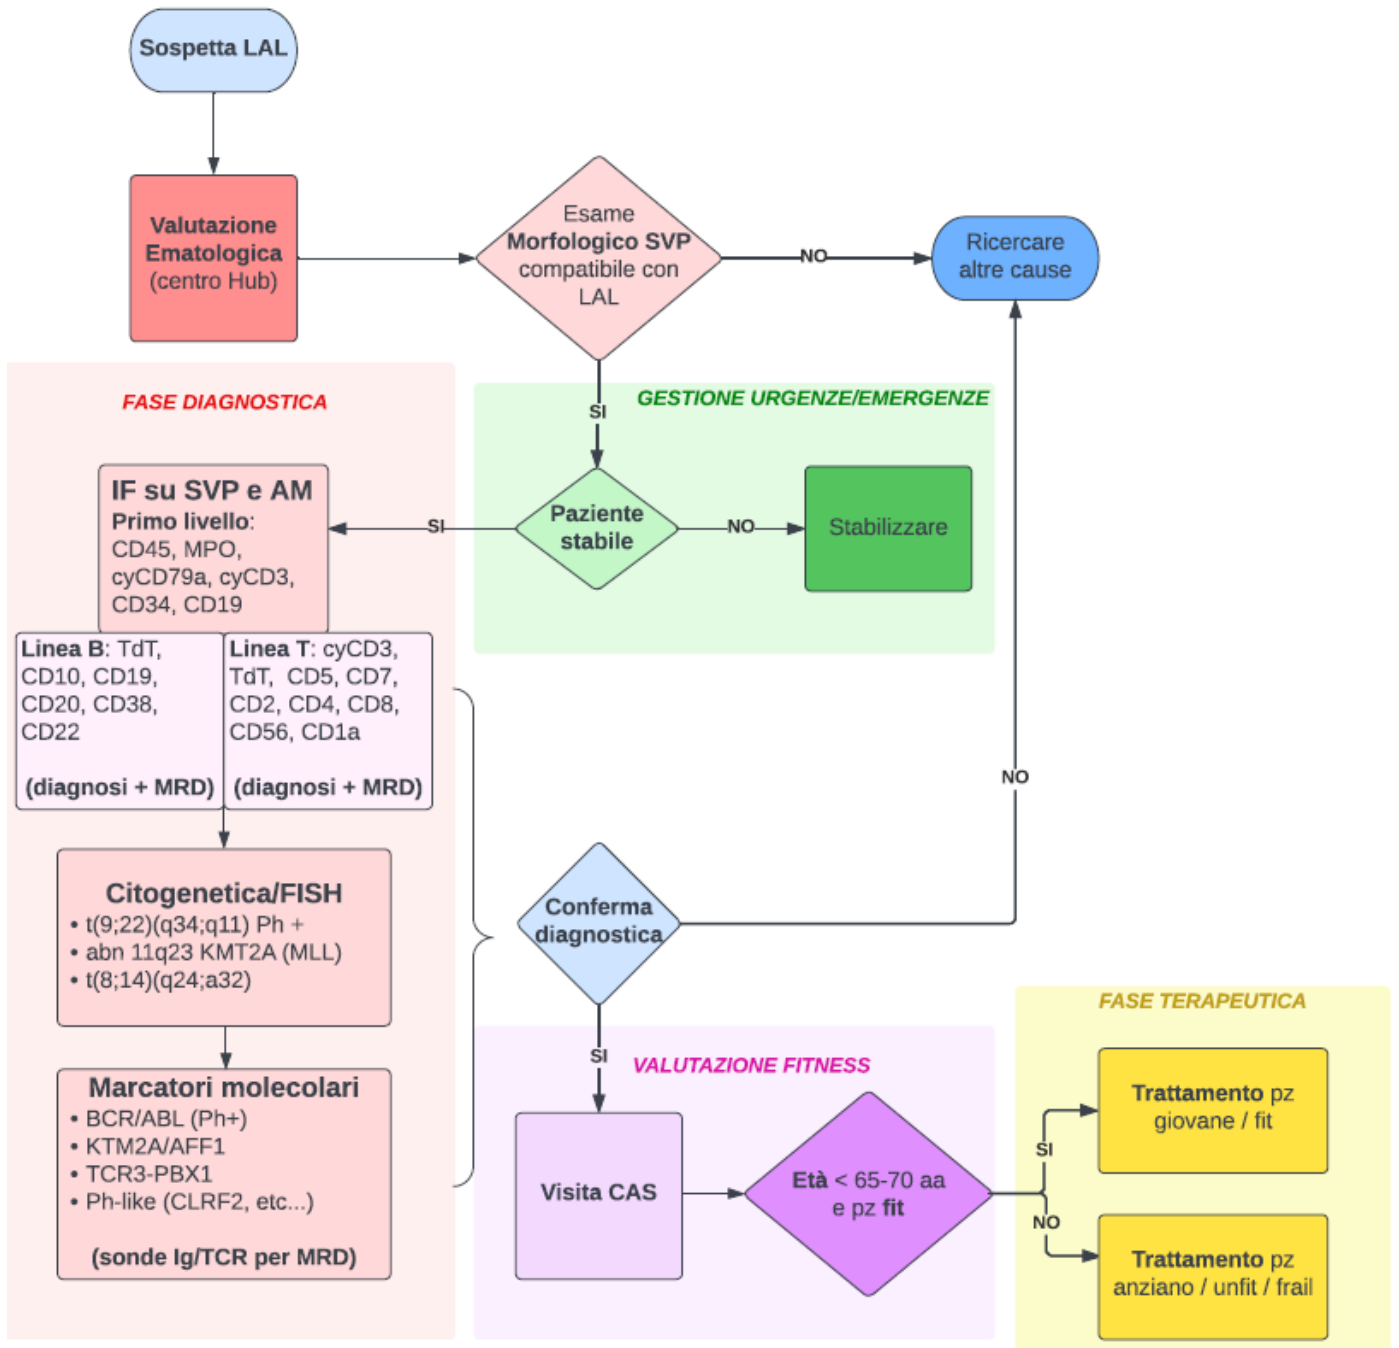 Sospetta LAL
Valutazione
Ematologica
(centro Hub)
Esame
Morfologico SVP
compatibile con
LAL
NO
Ricercare
altre cause
SI
FASE DIAGNOSTICA
GESTIONE URGENZE/EMERGENZE
IF su SVP e AM
Primo livello:
CD45, MPO,
cyCD79a, cyCD3,
CD34, CD19
SI
Paziente
stabile
NO
Stabilizzare
Linea B: TdT,
CD10, CD19,
CD20, CD38,
CD22
(diagnosi + MRD)
Linea T: cyCD3,
TdT, CD5, CD7,
CD2, CD4, CD8,
CD56, CD1a
(diagnosi + MRD)
Citogenetica/FISH
• t(9;22)(q34;q11) Ph +
• abn 11q23 KMT2A (MLL)
• t(8;14)(q24;a32)
Marcatori molecolari
• BCR/ABL (Ph+)
• KTM2A/AFF1
• TCR3-PBX1
• Ph-like (CLRF2, etc...)
(sonde Ig/TCR per MRD)
Conferma
diagnostica
NO
SI
VALUTAZIONE FITNESS
Visita CAS
Età < 65-70 aa
e pz fit
FASE TERAPEUTICA
SI
Trattamento pz
giovane / fit
NO
Trattamento pz
anziano / unfit / frail